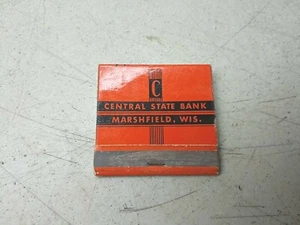 C
CENTRAL STATE BANK
MARSHFIELD, WIS.